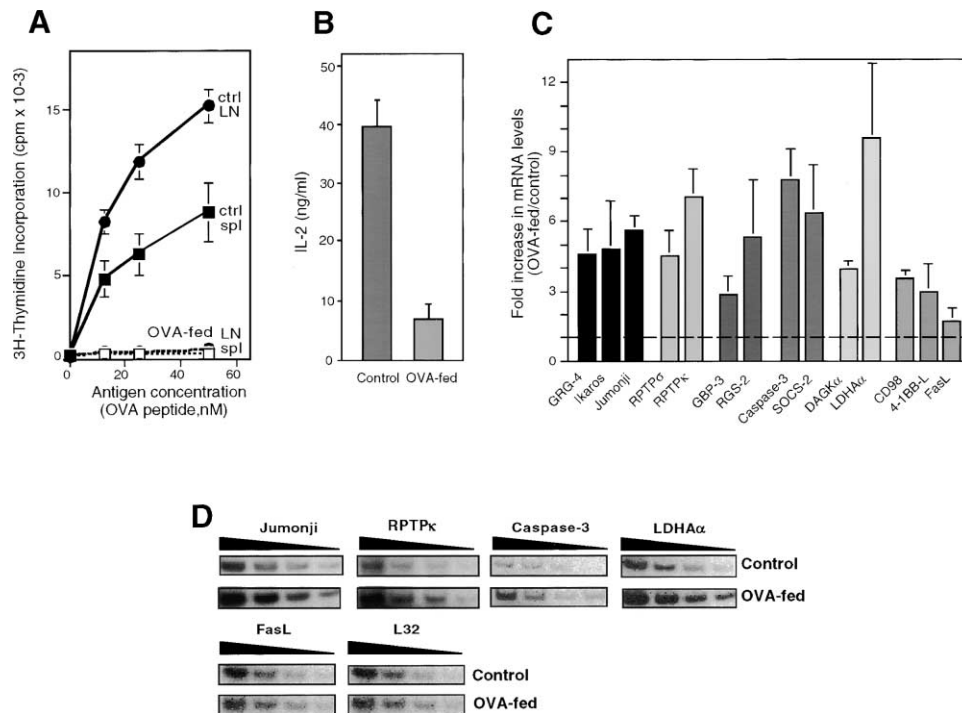 A
3H-Thymidine Incorporation (cpm x 10-3)
15
10
5
0
ctrl
LN
ctrl
spl
OVA-fed
LN
spl
0
20
40
60
Antigen concentration
(OVA peptide,nM)
B
IL-2 (ng/ml)
50
40
30
20
10
0
Control
OVA-fed
C
Fold increase in mRNA levels
(OVA-fed/control)
12
9
6
3
0
GRG-4
Ikaros
Jumonji
RPTPσ
RPTPκ
GBP-3
RGS-2
Caspase-3
SOCS-2
DAGKα
LDHAα
CD98
4-1BB-L
FasL
D
Jumonji
RPTPκ
Caspase-3
LDHAα
Control
OVA-fed
FasL
L32
Control
OVA-fed